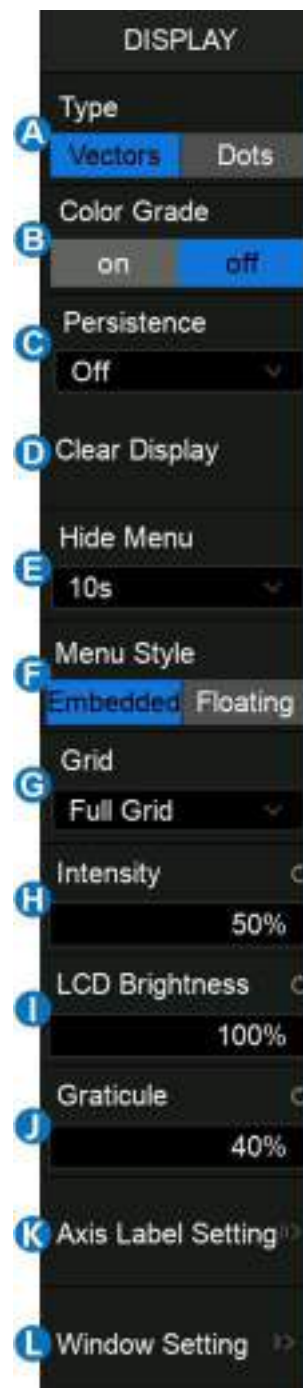 DISPLAY
Type
A
Vectors Dots
Color Grade
B
on off
Persistence
C
Off
D Clear Display
Hide Menu
E
10s
Menu Style
F
Embedded Floating
Grid
G
Full Grid
Intensity
H
50%
LCD Brightness
I
100%
Graticule
J
40%
K Axis Label Setting
L Window Setting